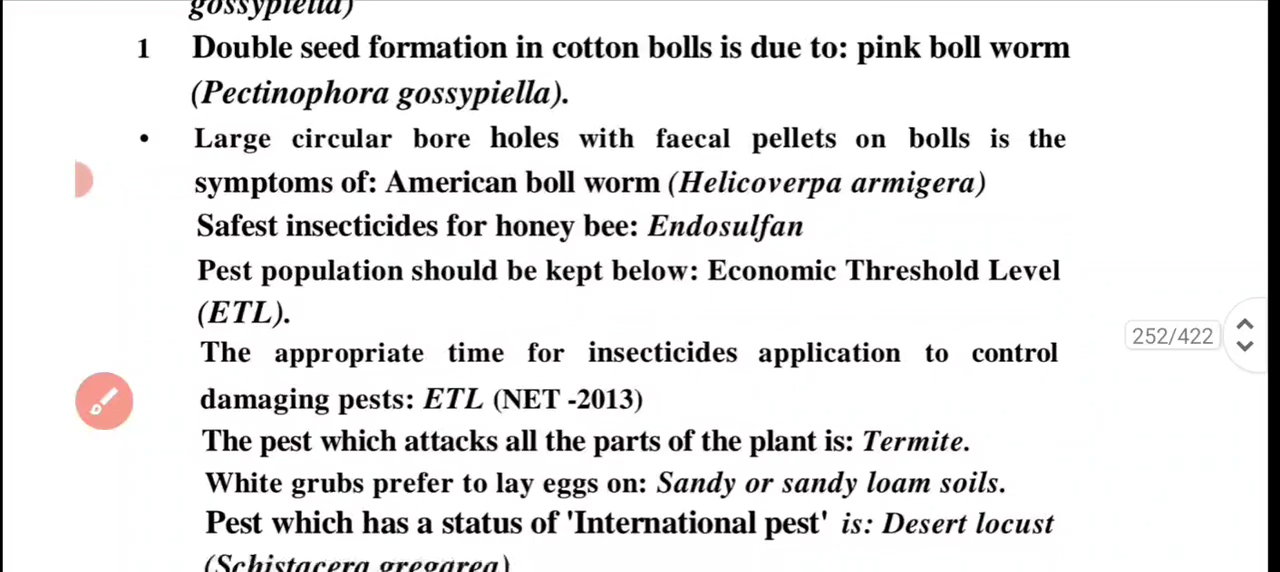 gossypiella)
1 Double seed formation in cotton bolls is due to: pink boll worm
(Pectinophora gossypiella).
• Large circular bore holes with faecal pellets on bolls is the
symptoms of: American boll worm (Helicoverpa armigera)
Safest insecticides for honey bee: Endosulfan
Pest population should be kept below: Economic Threshold Level
(ETL).
252/422
The appropriate time for insecticides application to control
damaging pests: ETL (NET -2013)
The pest which attacks all the parts of the plant is: Termite.
White grubs prefer to lay eggs on: Sandy or sandy loam soils.
Pest which has a status of 'International pest' is: Desert locust
(Schistacera gregarea)